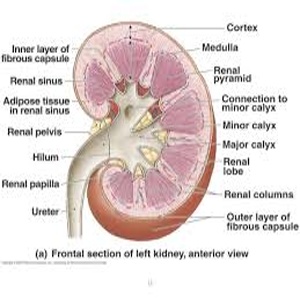 Cortex
Inner layer of
fibrous capsule
Medulla
Renal sinus
Renal
pyramid
Adipose tissue
in renal sinus
Connection to
minor calyx
Renal pelvis
Minor calyx
Major calyx
Hilum
Renal
lobe
Renal papilla
Renal columns
Ureter
Outer layer of
fibrous capsule
(a) Frontal section of left kidney, anterior view